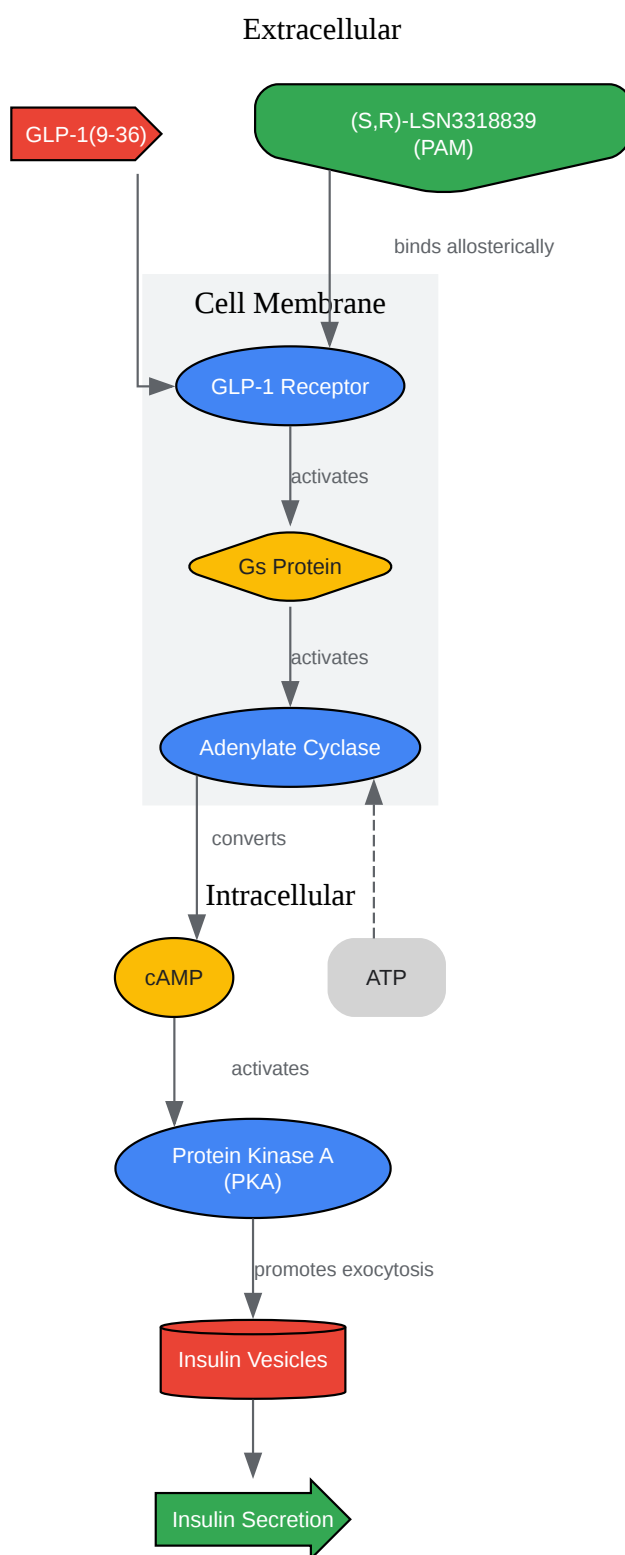 Extracellular
GLP-1(9-36)
(S,R)-LSN3318839
(PAM)
binds allosterically
Cell Membrane
GLP-1 Receptor
activates
Gs Protein
activates
Adenylate Cyclase
converts
Intracellular
cAMP
ATP
activates
Protein Kinase A
(PKA)
promotes exocytosis
Insulin Vesicles
Insulin Secretion